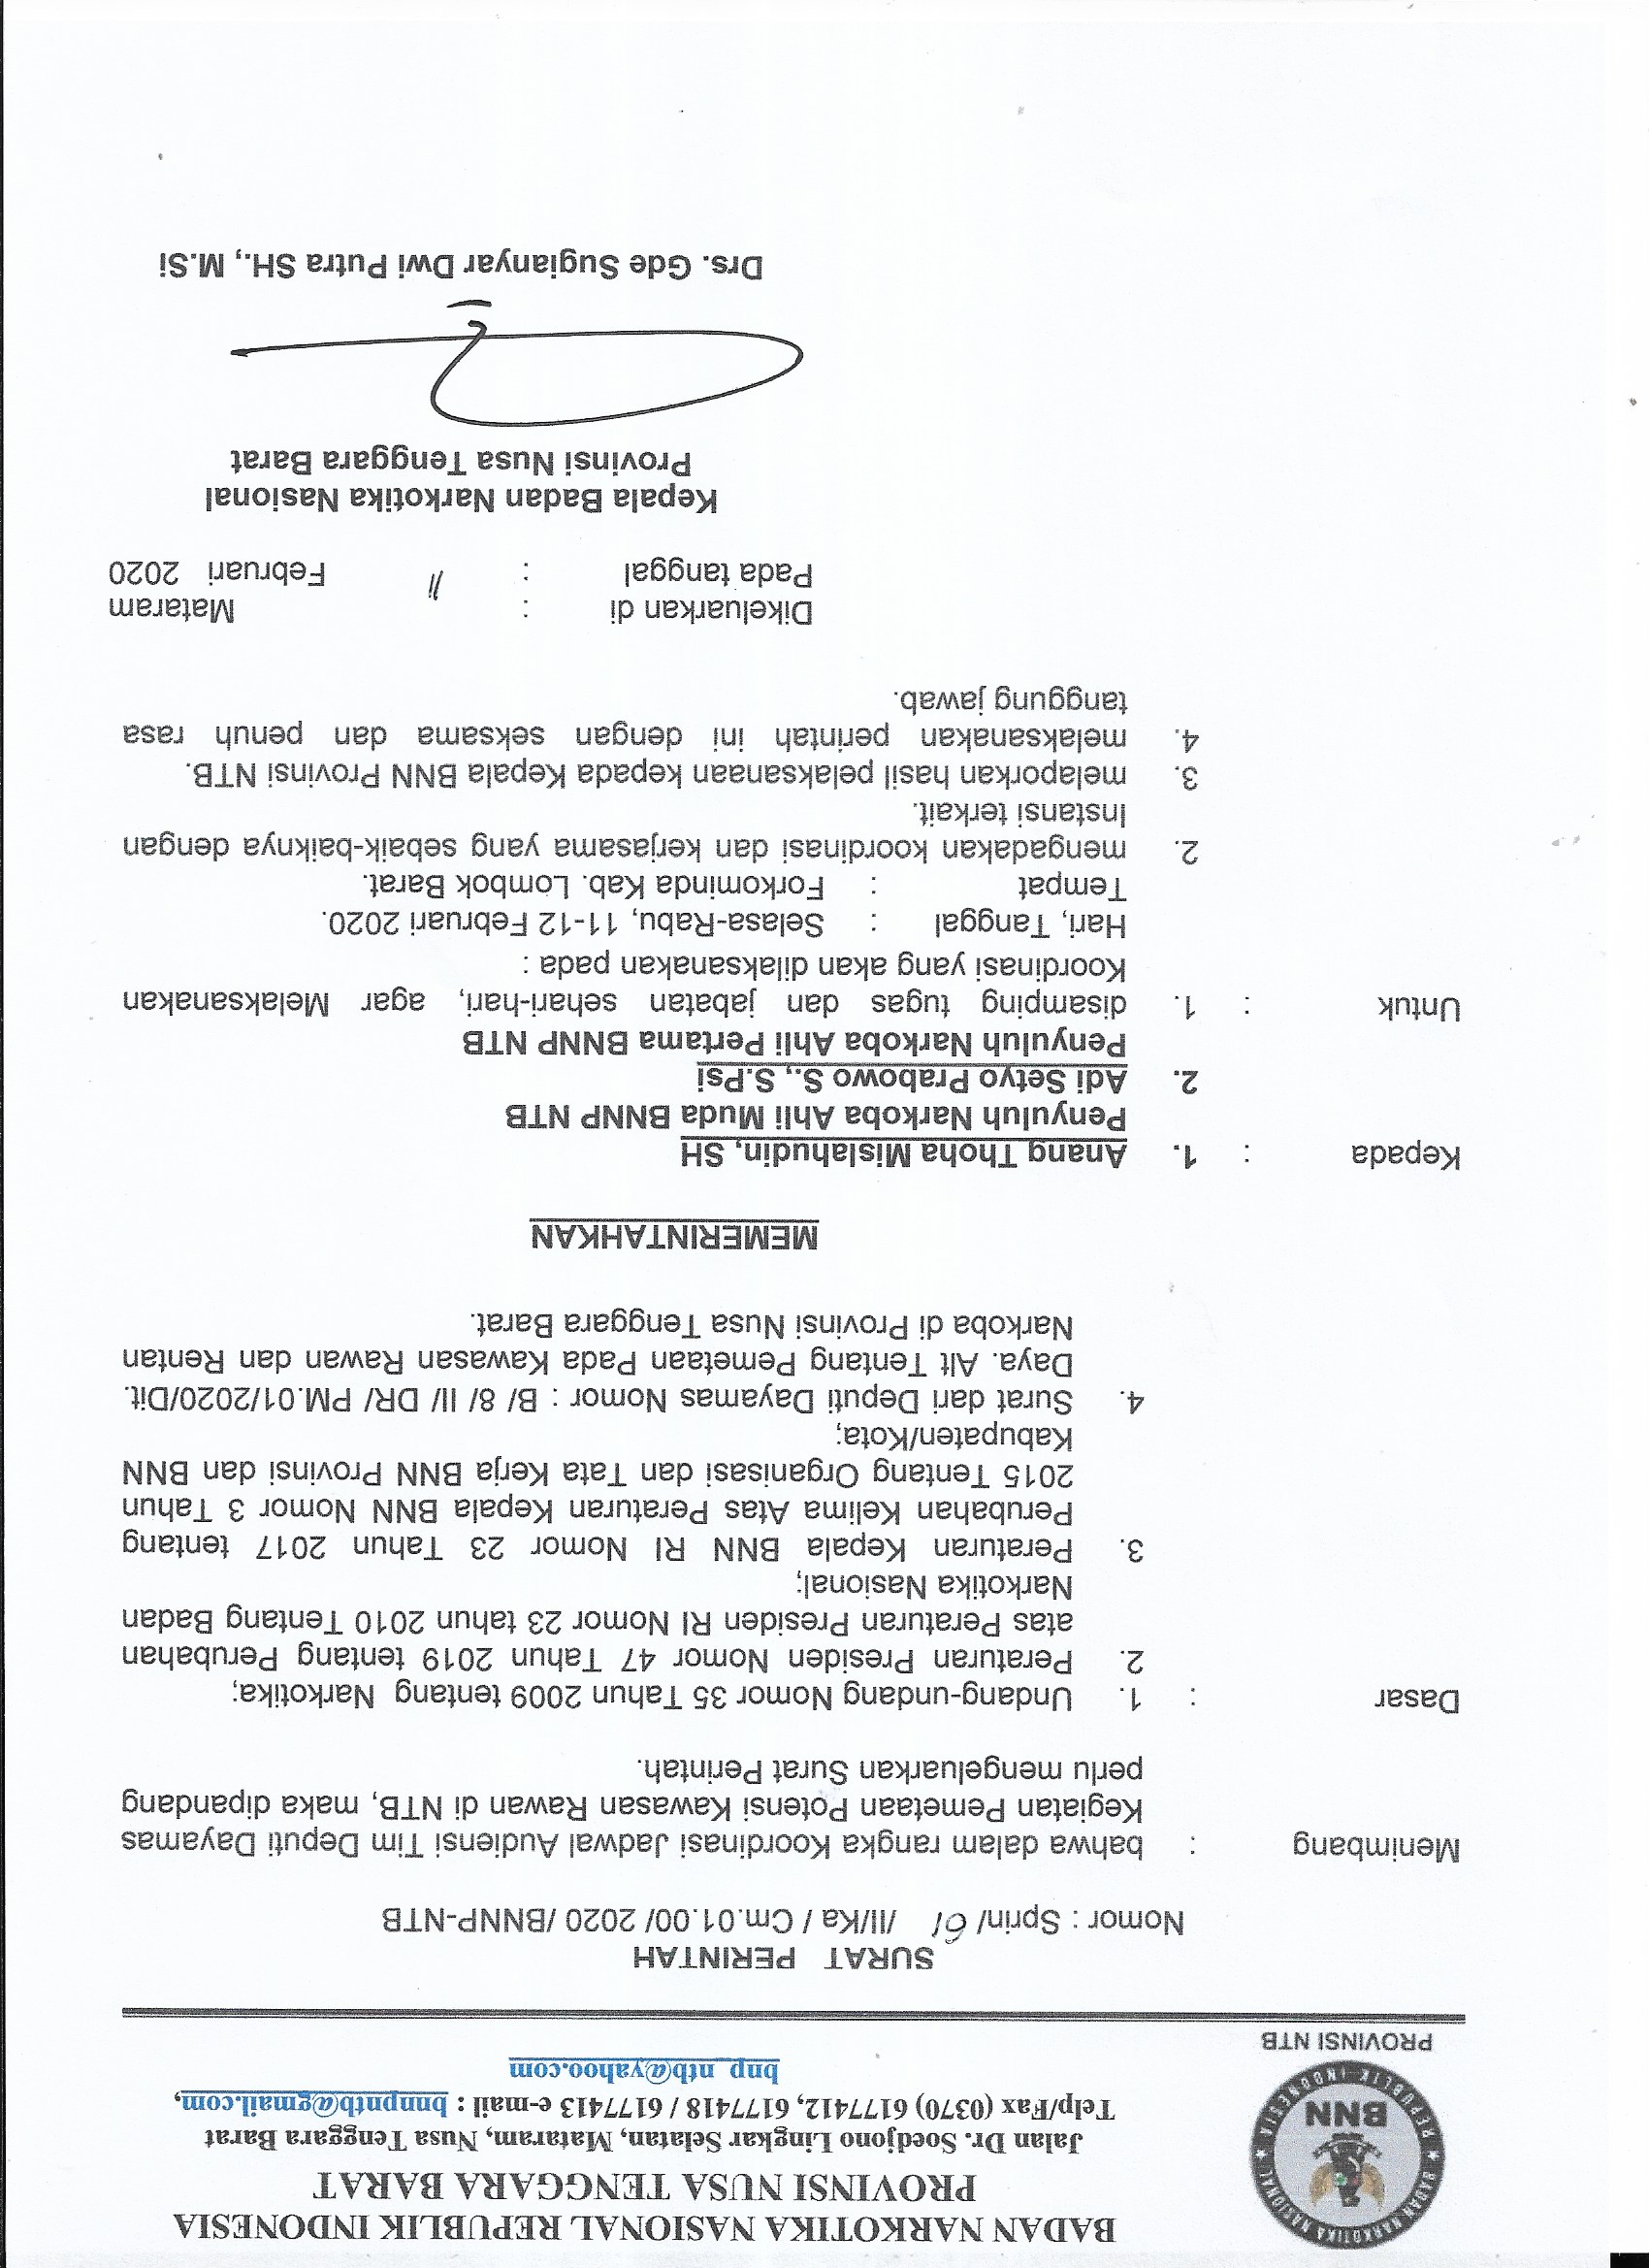 BADAN NARKOTIKA NASIONAL REPUBLIK INDONESIA
PROVINSI NUSA TENGGARA BARAT
Jalan Dr. Soedjono Lingkar Selatan, Mataram, Nusa Tenggara Barat
Telp/Fax (0370) 6177412, 6177418 / 6177413 e-mail : bnnpntb@gmail.com,
bnp_ntb@yahoo.com
BADAN NARKOTIKA NASIONAL
BNN
REPUBLIK INDONESIA
PROVINSI NTB
SURAT PERINTAH
Nomor : Sprin/ 61 /II/Ka / Cm.01.00/ 2020 /BNNP-NTB
Menimbang : bahwa dalam rangka Koordinasi Jadwal Audiensi Tim Deputi Dayamas
Kegiatan Pemetaan Potensi Kawasan Rawan di NTB, maka dipandang
perlu mengeluarkan Surat Perintah.
Dasar : 1. Undang-undang Nomor 35 Tahun 2009 tentang Narkotika;
2. Peraturan Presiden Nomor 47 Tahun 2019 tentang Perubahan
atas Peraturan Presiden RI Nomor 23 tahun 2010 Tentang Badan
Narkotika Nasional;
3. Peraturan Kepala BNN RI Nomor 23 Tahun 2017 tentang
Perubahan Kelima Atas Peraturan Kepala BNN Nomor 3 Tahun
2015 Tentang Organisasi dan Tata Kerja BNN Provinsi dan BNN
Kabupaten/Kota;
4. Surat dari Deputi Dayamas Nomor : B/ 8/ II/ DR/ PM.01/2020/Dit.
Daya. Alt Tentang Pemetaan Pada Kawasan Rawan dan Rentan
Narkoba di Provinsi Nusa Tenggara Barat.
MEMERINTAHKAN
Kepada : 1. Anang Thoha Mislahudin, SH
Penyuluh Narkoba Ahli Muda BNNP NTB
2. Adi Setyo Prabowo S., S.Psi
Penyuluh Narkoba Ahli Pertama BNNP NTB
Untuk : 1. disamping tugas dan jabatan sehari-hari, agar Melaksanakan
Koordinasi yang akan dilaksanakan pada :
Hari, Tanggal : Selasa-Rabu, 11-12 Februari 2020.
Tempat : Forkominda Kab. Lombok Barat.
2. mengadakan koordinasi dan kerjasama yang sebaik-baiknya dengan
Instansi terkait.
3. melaporkan hasil pelaksanaan kepada Kepala BNN Provinsi NTB.
4. melaksanakan perintah ini dengan seksama dan penuh rasa
tanggung jawab.
Dikeluarkan di : Mataram
Pada tanggal : 11 Februari 2020
Kepala Badan Narkotika Nasional
Provinsi Nusa Tenggara Barat
Drs. Gde Sugianyar Dwi Putra SH., M.Si